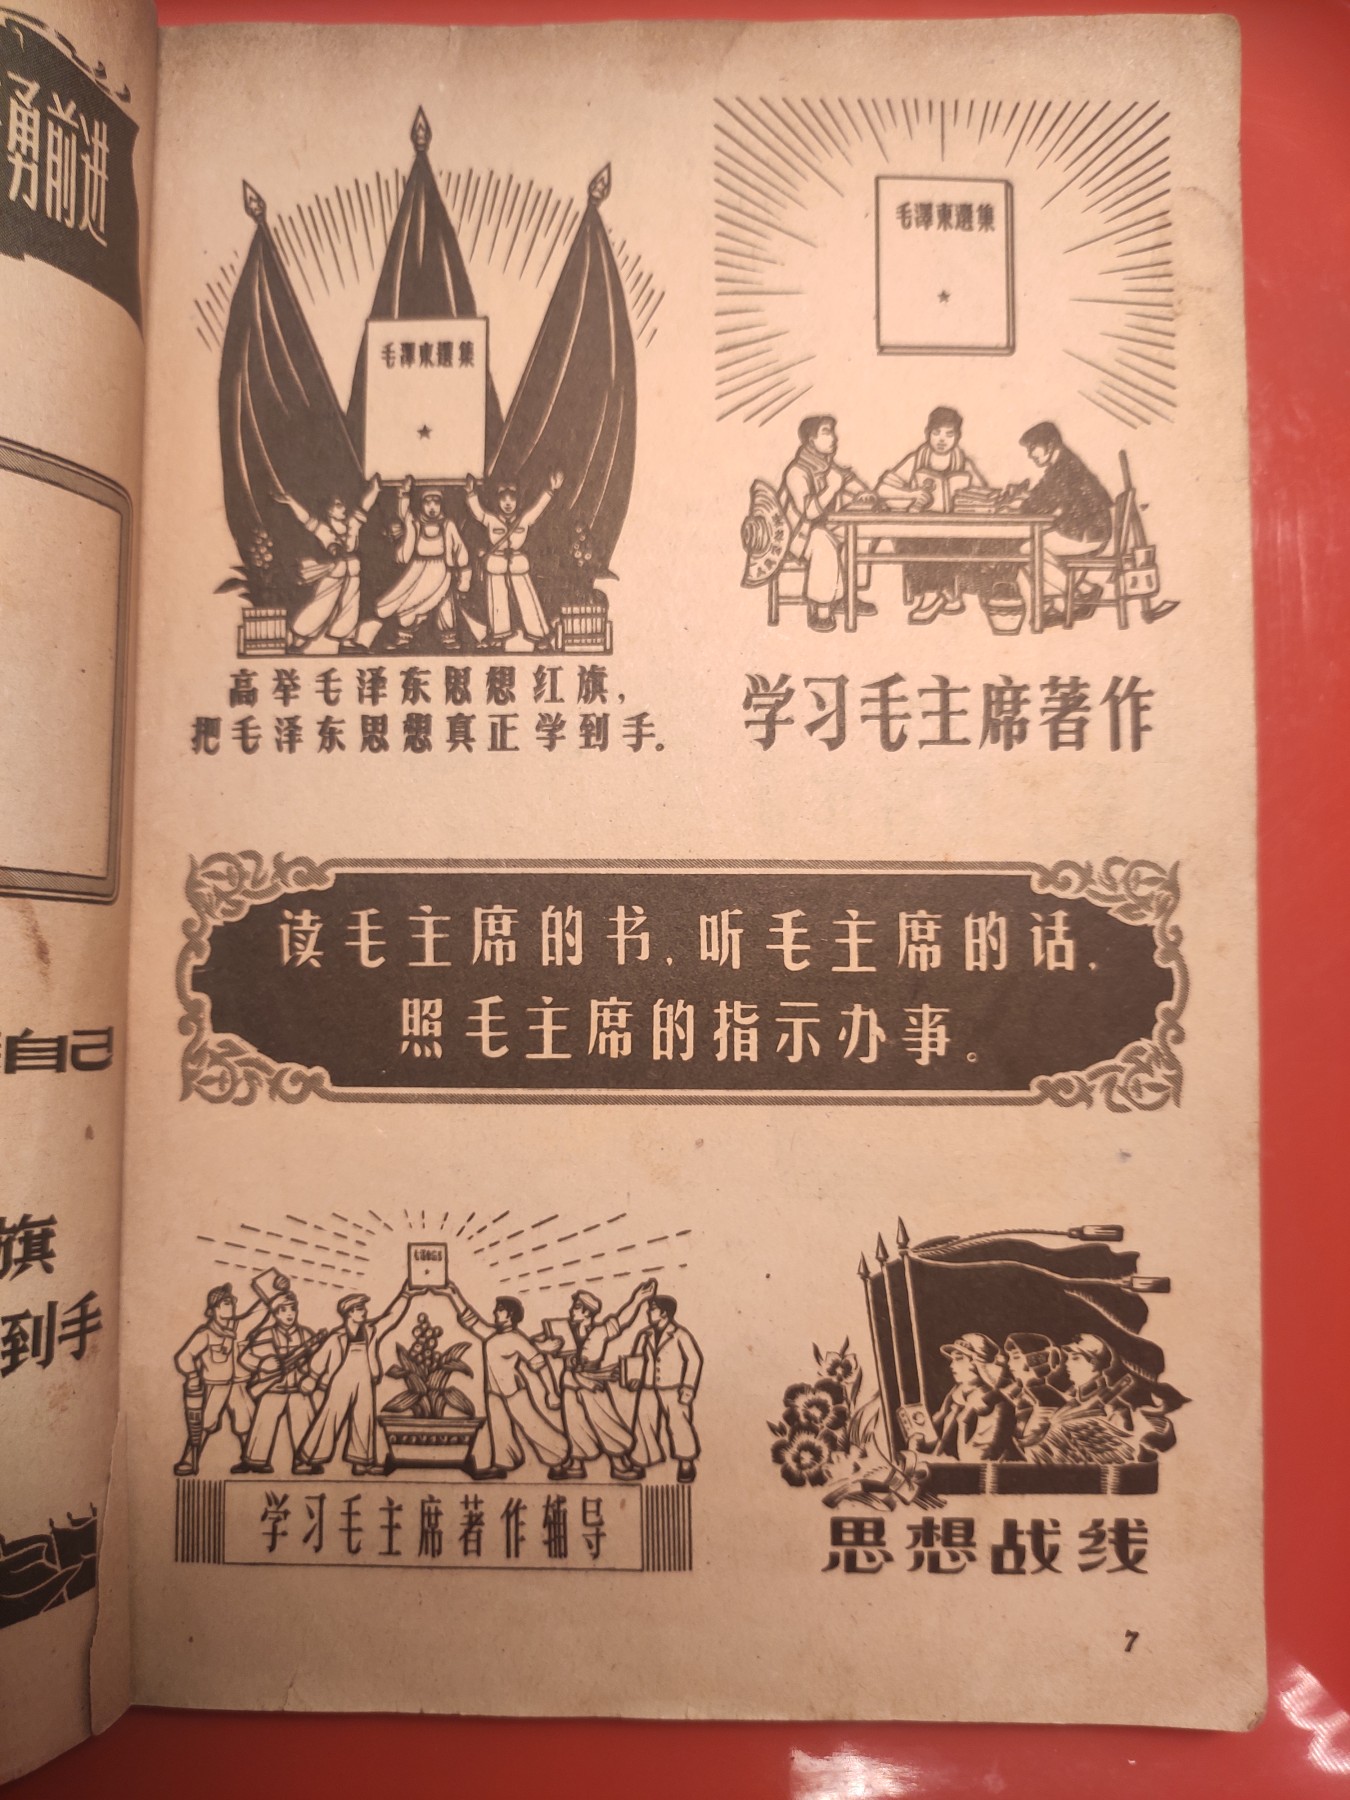 勇前进
自己
旗
到手
毛澤東選集
高举毛泽东思想红旗，
把毛泽东思想真正学到手。
毛澤東選集
学习毛主席著作
读毛主席的书，听毛主席的话，
照毛主席的指示办事。
学习毛主席著作辅导
思想战线
7